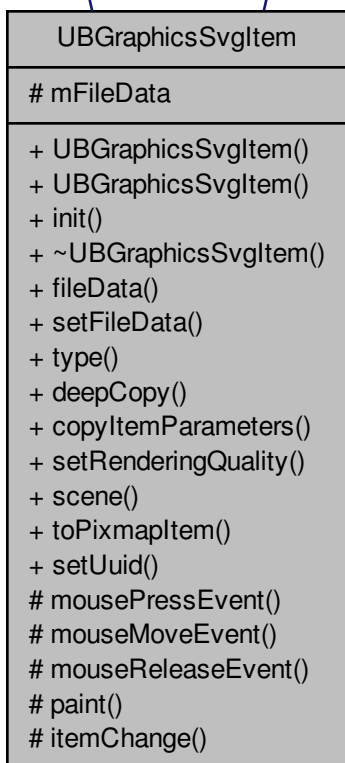 UBGraphicsSvgItem
# mFileData
+ UBGraphicsSvgItem()
+ UBGraphicsSvgItem()
+ init()
+ ~UBGraphicsSvgItem()
+ fileData()
+ setFileData()
+ type()
+ deepCopy()
+ copyItemParameters()
+ setRenderingQuality()
+ scene()
+ toPixmapItem()
+ setUuid()
# mousePressEvent()
# mouseMoveEvent()
# mouseReleaseEvent()
# paint()
# itemChange()